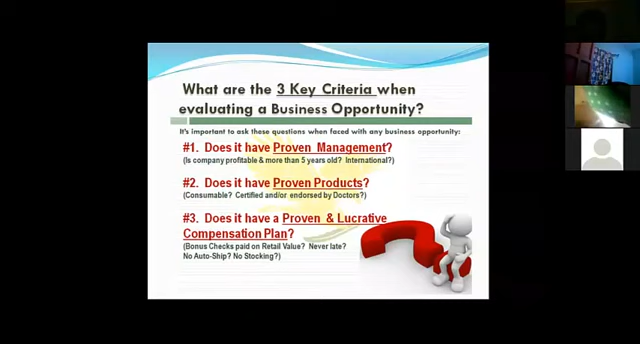 What are the 3 Key Criteria when
evaluating a Business Opportunity?
It's important to ask these questions when faced with any business opportunity:
#1. Does it have Proven Management?
(Is company profitable & more than 5 years old? International?)
#2. Does it have Proven Products?
(Consumable? Certified and/or endorsed by Doctors?)
#3. Does it have a Proven & Lucrative
Compensation Plan?
(Bonus Checks paid on Retail Value? Never late?
No Auto-Ship? No Stocking?)